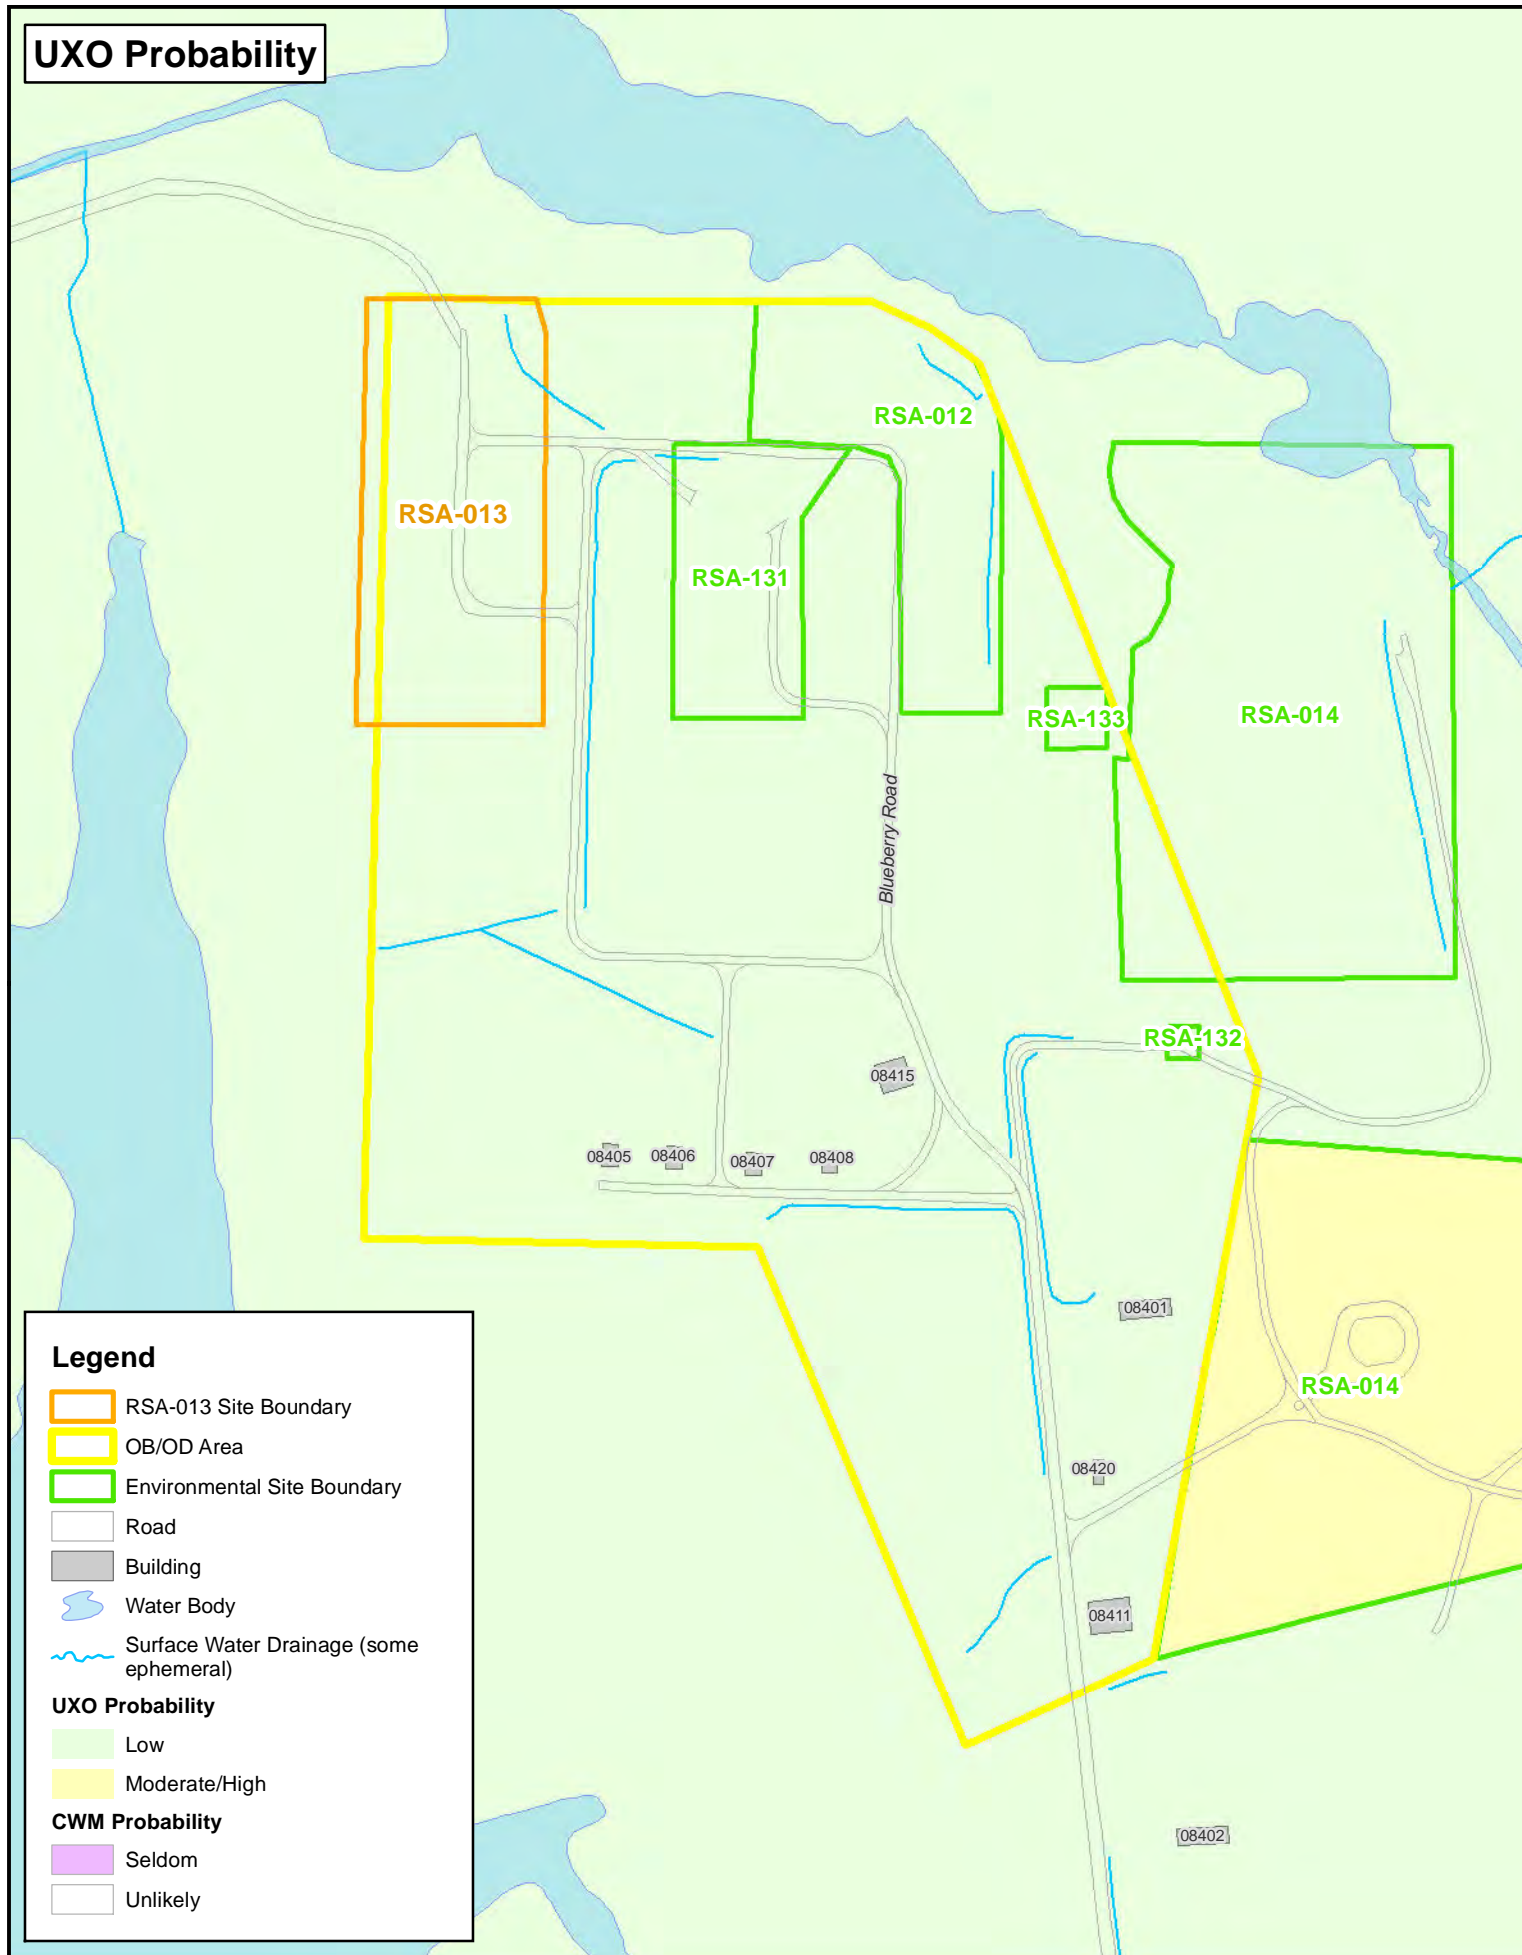 UXO Probability
RSA-012
RSA-013
RSA-131
RSA-133
RSA-014
Blueberry Road
RSA-132
08415
08405
08406
08407
08408
08401
RSA-014
08420
08411
08402
Legend
RSA-013 Site Boundary
OB/OD Area
Environmental Site Boundary
Road
Building
Water Body
Surface Water Drainage (some
ephemeral)
UXO Probability
Low
Moderate/High
CWM Probability
Seldom
Unlikely